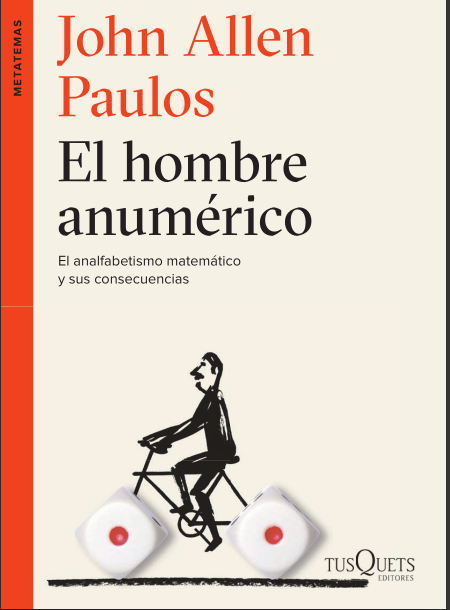 METATEMAS
John Allen
Paulos
El hombre
anumérico
El analfabetismo matemático
y sus consecuencias
TUSQUETS
EDITORES